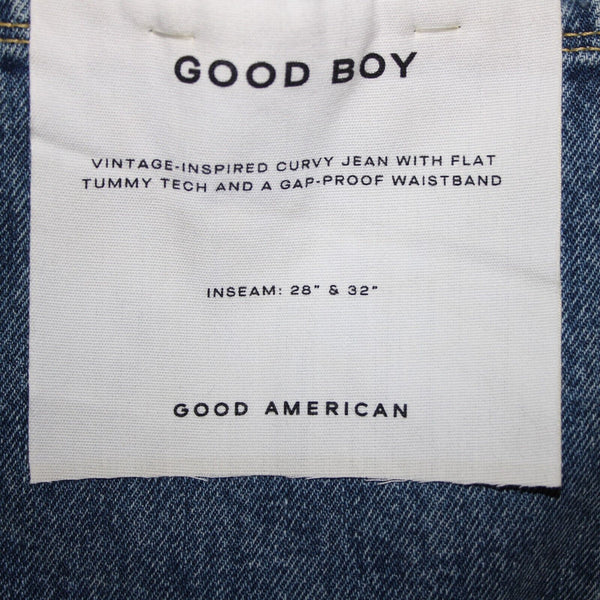 GOOD BOY
VINTAGE-INSPIRED CURVY JEAN WITH FLAT
TUMMY TECH AND A GAP-PROOF WAISTBAND
INSEAM: 28" & 32"
GOOD AMERICAN